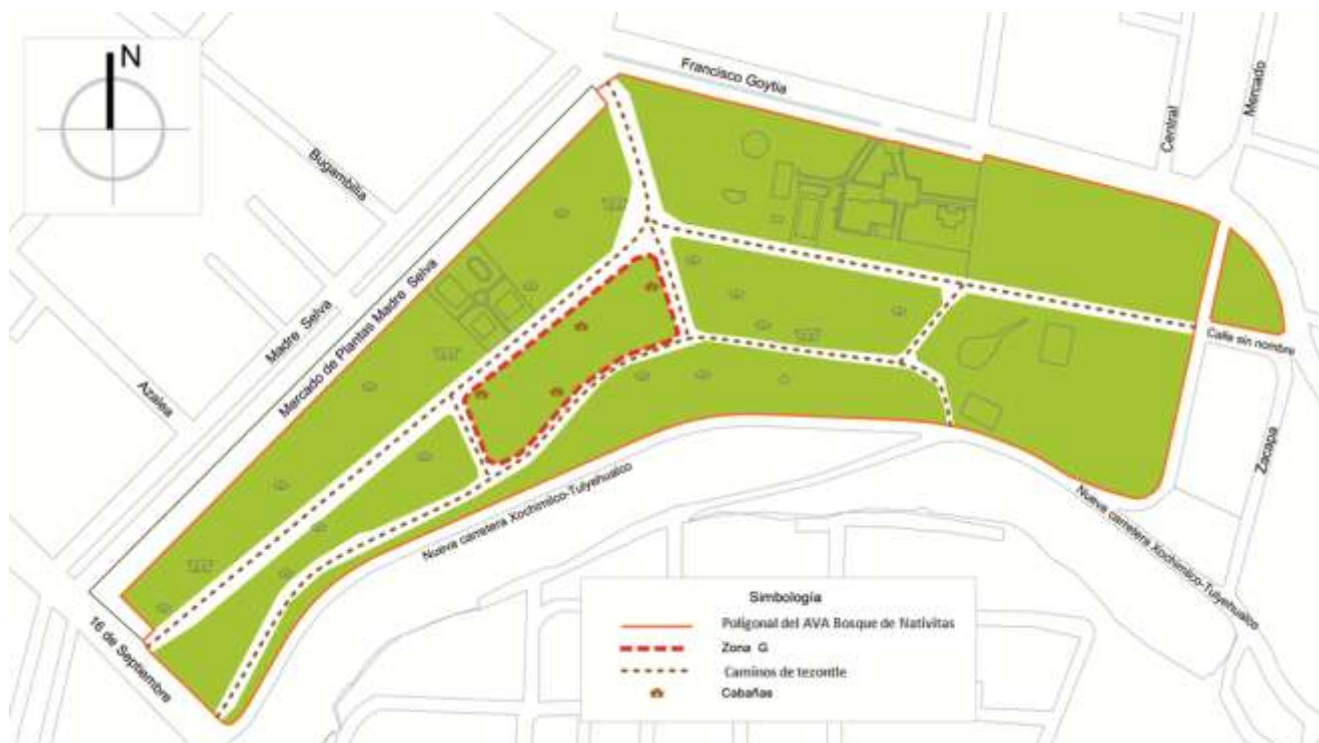 N
Francisco Goytia
Central
Mercado
Bugambilia
Madre Selva
Mercado de Plantas Madre Selva
Azalea
Calle sin nombre
Zacapa
Nueva carretera Xochimilco-Tulyehualco
Nueva carretera Xochimilco-Tulyehualco
16 de Septiembre
Simbología
Poligonal del AVA Bosque de Nativitas
Zona G
Caminos de tezontle
Cabañas